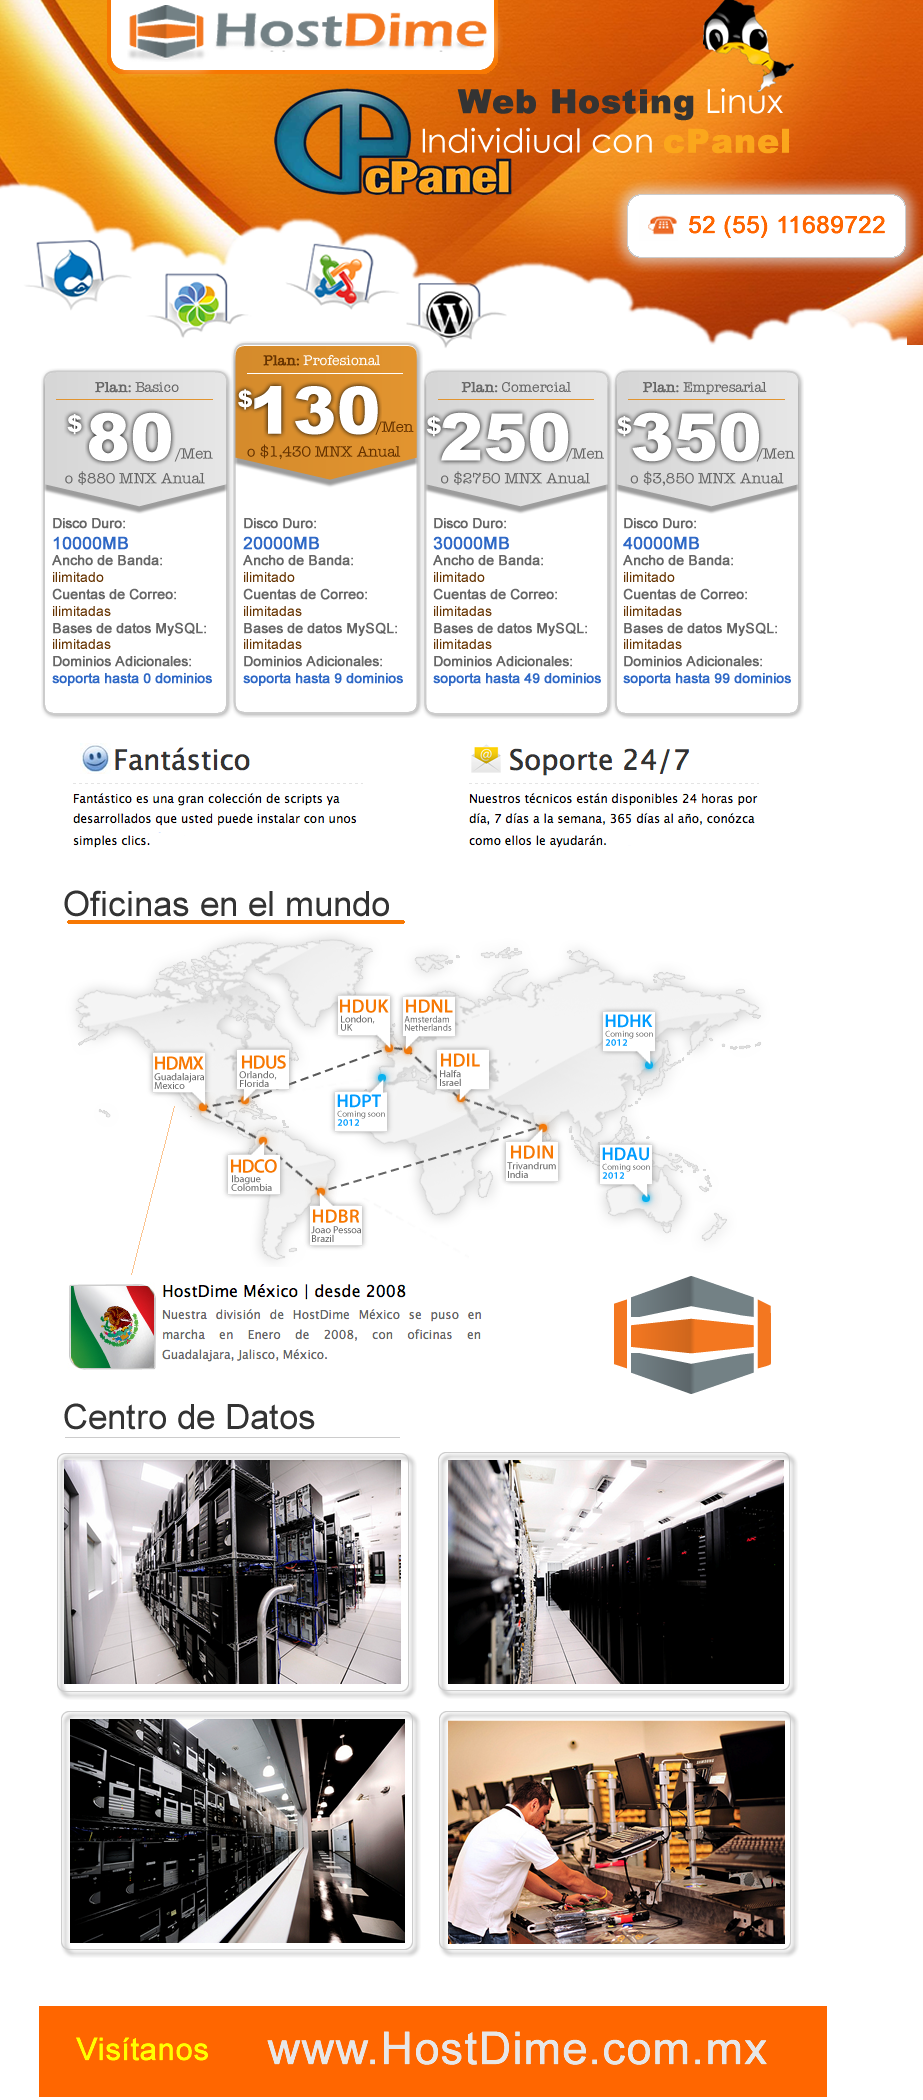 HostDime
Web Hosting Linux
Individiual con cPanel
cPanel
52 (55) 11689722
Plan: Basico
$80/Men
o $880 MNX Anual
Disco Duro:
10000MB
Ancho de Banda:
ilimitado
Cuentas de Correo:
ilimitadas
Bases de datos MySQL:
ilimitadas
Dominios Adicionales:
soporta hasta 0 dominios
Plan: Profesional
$130/Men
o $1,430 MNX Anual
Disco Duro:
20000MB
Ancho de Banda:
ilimitado
Cuentas de Correo:
ilimitadas
Bases de datos MySQL:
ilimitadas
Dominios Adicionales:
soporta hasta 9 dominios
Plan: Comercial
$250/Men
o $2750 MNX Anual
Disco Duro:
30000MB
Ancho de Banda:
ilimitado
Cuentas de Correo:
ilimitadas
Bases de datos MySQL:
ilimitadas
Dominios Adicionales:
soporta hasta 49 dominios
Plan: Empresarial
$350/Men
o $3,850 MNX Anual
Disco Duro:
40000MB
Ancho de Banda:
ilimitado
Cuentas de Correo:
ilimitadas
Bases de datos MySQL:
ilimitadas
Dominios Adicionales:
soporta hasta 99 dominios
Fantástico
Fantástico es una gran colección de scripts ya
desarrollados que usted puede instalar con unos
simples clics.
Soporte 24/7
Nuestros técnicos están disponibles 24 horas por
día, 7 días a la semana, 365 días al año, conózca
como ellos le ayudarán.
Oficinas en el mundo
HDUK
London,
UK
HDNL
Amsterdam
Netherlands
HDHK
Coming soon
2012
HDMX
Guadalajara
Mexico
HDUS
Orlando,
Florida
HDIL
Haifa
Israel
HDPT
Coming soon
2012
HDCO
Ibague
Colombia
HDIN
Trivandrum
India
HDAU
Coming soon
2012
HDBR
Joao Pessoa
Brazil
HostDime México | desde 2008
Nuestra división de HostDime México se puso en
marcha en Enero de 2008, con oficinas en
Guadalajara, Jalisco, México.
Centro de Datos
Visítanos
www.HostDime.com.mx